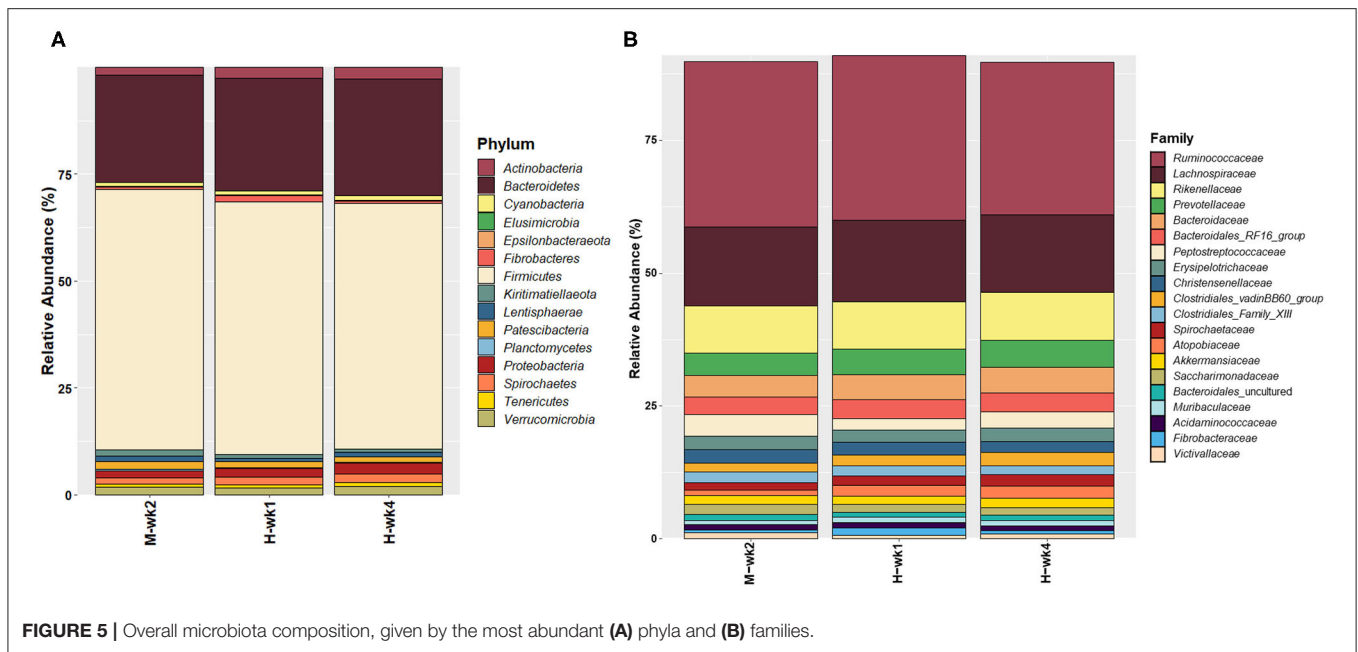 A
Relative Abundance (%)
75
50
25
0
M-wk2
H-wk1
H-wk4
Phylum
Actinobacteria
Bacteroidetes
Cyanobacteria
Elusimicrobia
Epsilonbacteraeota
Fibrobacteres
Firmicutes
Kiritimatiellaeota
Lentisphaerae
Patescibacteria
Planctomycetes
Proteobacteria
Spirochaetes
Tenericutes
Verrucomicrobia
B
Relative Abundance (%)
75
50
25
0
M-wk2
H-wk1
H-wk4
Family
Ruminococcaceae
Lachnospiraceae
Rikenellaceae
Prevotellaceae
Bacteroidaceae
Bacteroidales_RF16_group
Peptostreptococcaceae
Erysipelotrichaceae
Christensenellaceae
Clostridiales_vadinBB60_group
Clostridiales_Family_XIII
Spirochaetaceae
Atopobiaceae
Akkermansiaceae
Saccharimonadaceae
Bacteroidales_uncultured
Muribaculaceae
Acidaminococcaceae
Fibrobacteraceae
Victivallaceae
FIGURE 5 | Overall microbiota composition, given by the most abundant (A) phyla and (B) families.